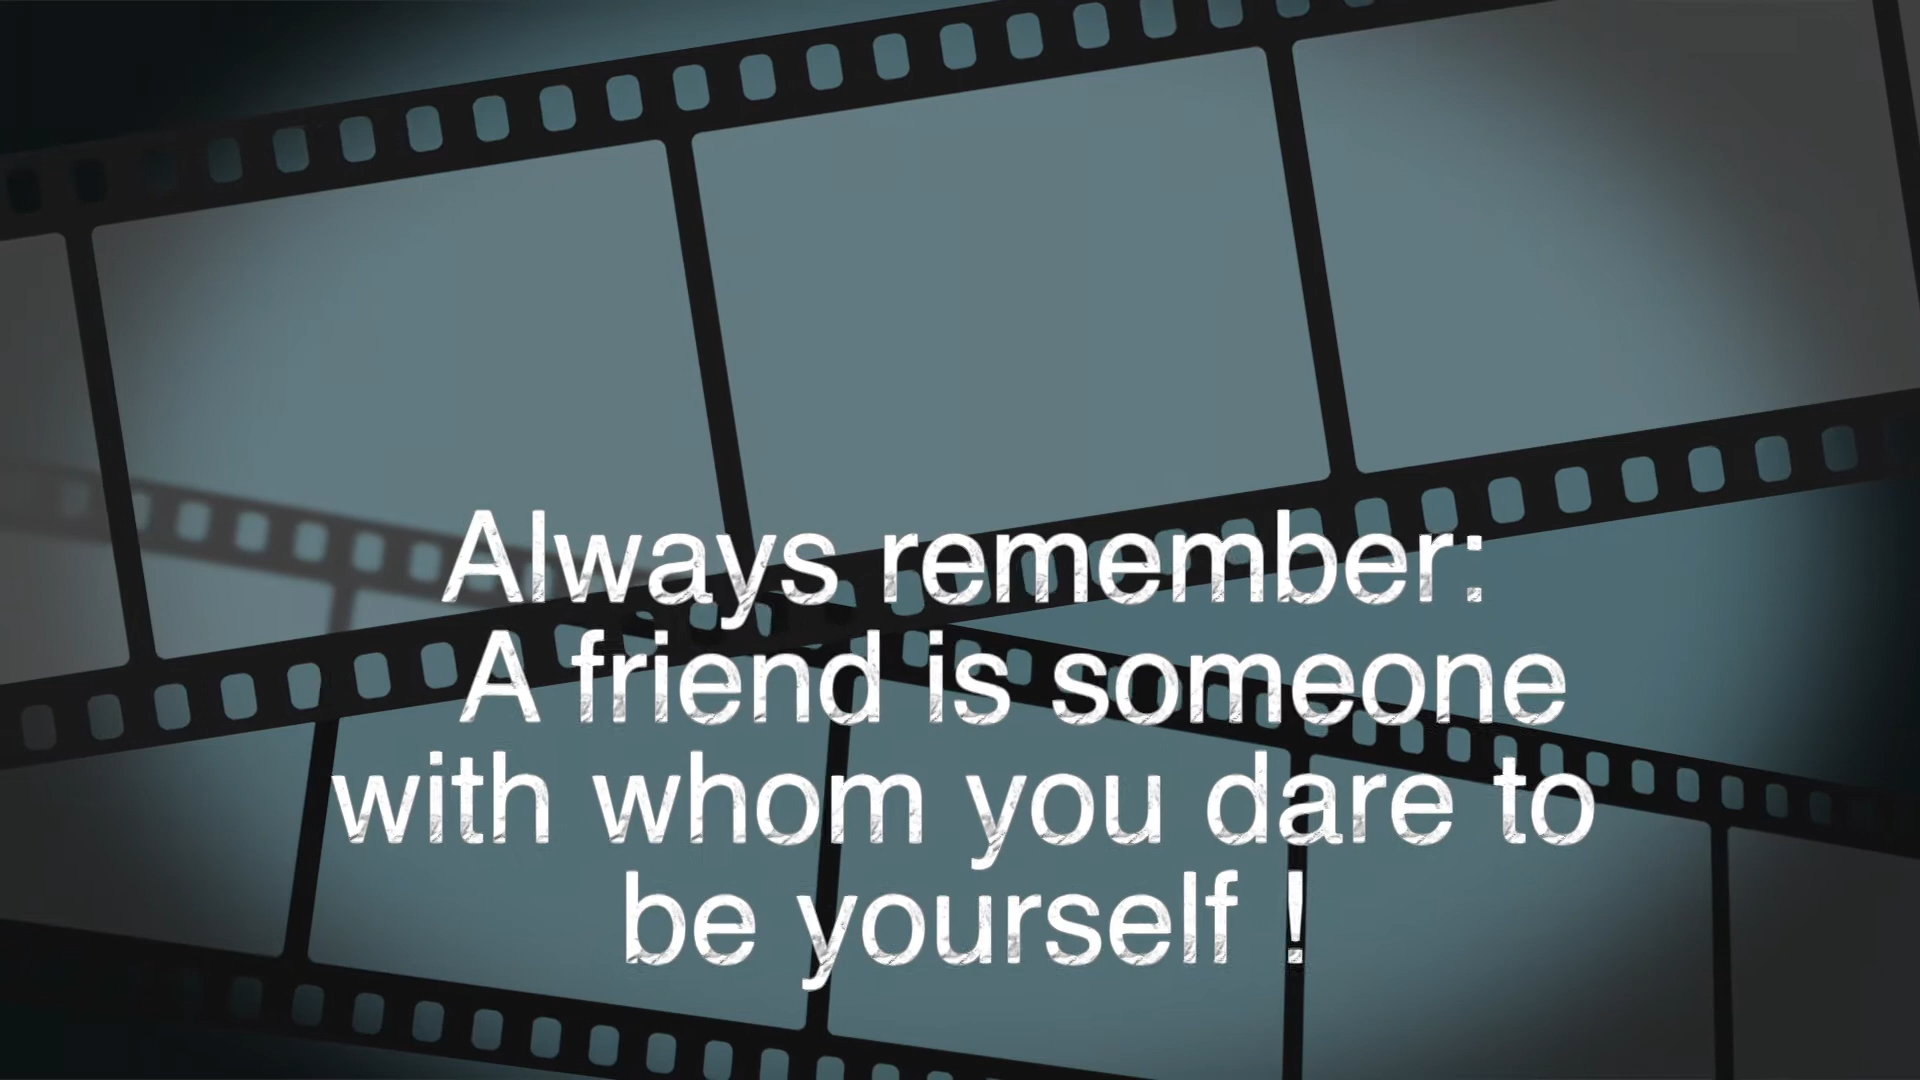 Always remember:
A friend is someone
with whom you dare to
be yourself !